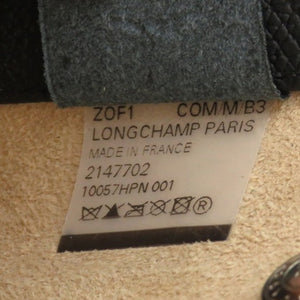 ZOF1 COM/M/B3
LONGCHAMP PARIS
MADE IN FRANCE
2147702
10057HPN 001
®